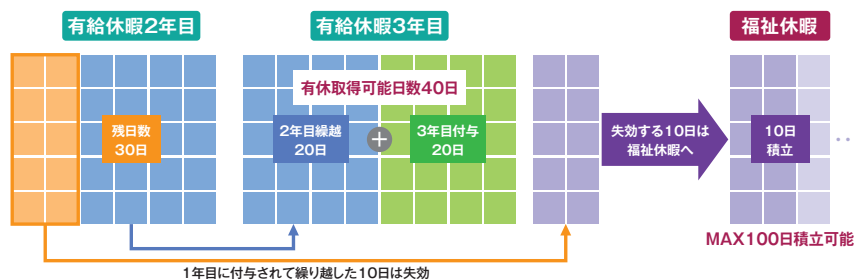 有給休暇2年目
有給休暇3年目
福祉休暇
有休取得可能日数40日
残日数
30日
2年目繰越
20日
+
3年目付与
20日
失効する10日は
福祉休暇へ
10日
積立
MAX100日積立可能
1年目に付与されて繰り越した10日は失効